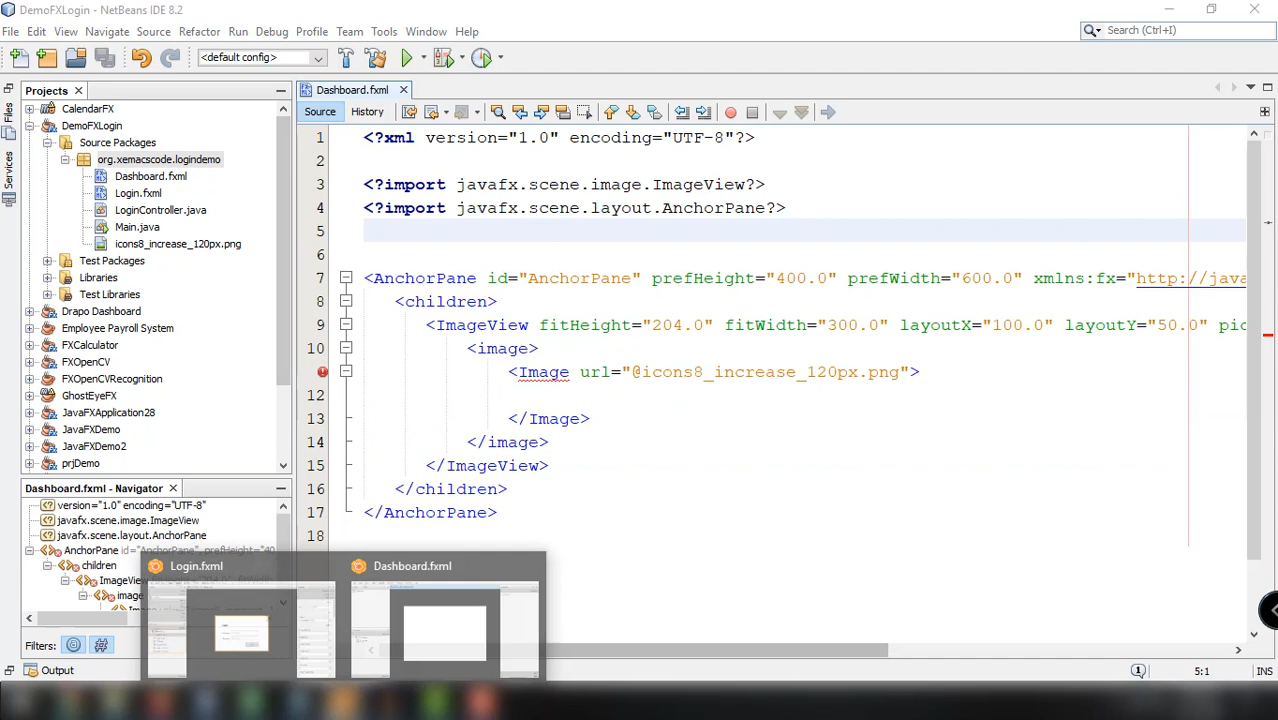 DemoFXLogin - NetBeans IDE 8.2
File Edit View Navigate Source Refactor Run Debug Profile Team Tools Window Help
Search (Ctrl+I)
<default config>
Projects
Dashboard.fxml
Files
Services
Source History
CalendarFX
DemoFXLogin
Source Packages
org.xemacscode.logindemo
Dashboard.fxml
Login.fxml
LoginController.java
Main.java
icons8_increase_120px.png
Test Packages
Libraries
Test Libraries
Drapo Dashboard
Employee Payroll System
FXCalculator
FXOpenCV
FXOpenCVRecognition
GhostEyeFX
JavaFXApplication28
JavaFXDemo
JavaFXDemo2
prjDemo
1 <?xml version="1.0" encoding="UTF-8"?>
2
3 <?import javafx.scene.image.ImageView?>
4 <?import javafx.scene.layout.AnchorPane?>
5
6
7 <AnchorPane id="AnchorPane" prefHeight="400.0" prefWidth="600.0" xmlns:fx="http://java
8 <children>
9 <ImageView fitHeight="204.0" fitWidth="300.0" layoutX="100.0" layoutY="50.0" pic
10 <image>
<Image url="@icons8_increase_120px.png">
12
13 </Image>
14 </image>
15 </ImageView>
16 </children>
17 </AnchorPane>
18
Dashboard.fxml - Navigator
version="1.0" encoding="UTF-8"
javafx.scene.image.ImageView
javafx.scene.layout.AnchorPane
AnchorPane id="AnchorPane", prefHeight="40
children
ImageView
image
Filters:
Login.fxml
Dashboard.fxml
Output
1
5:1
INS